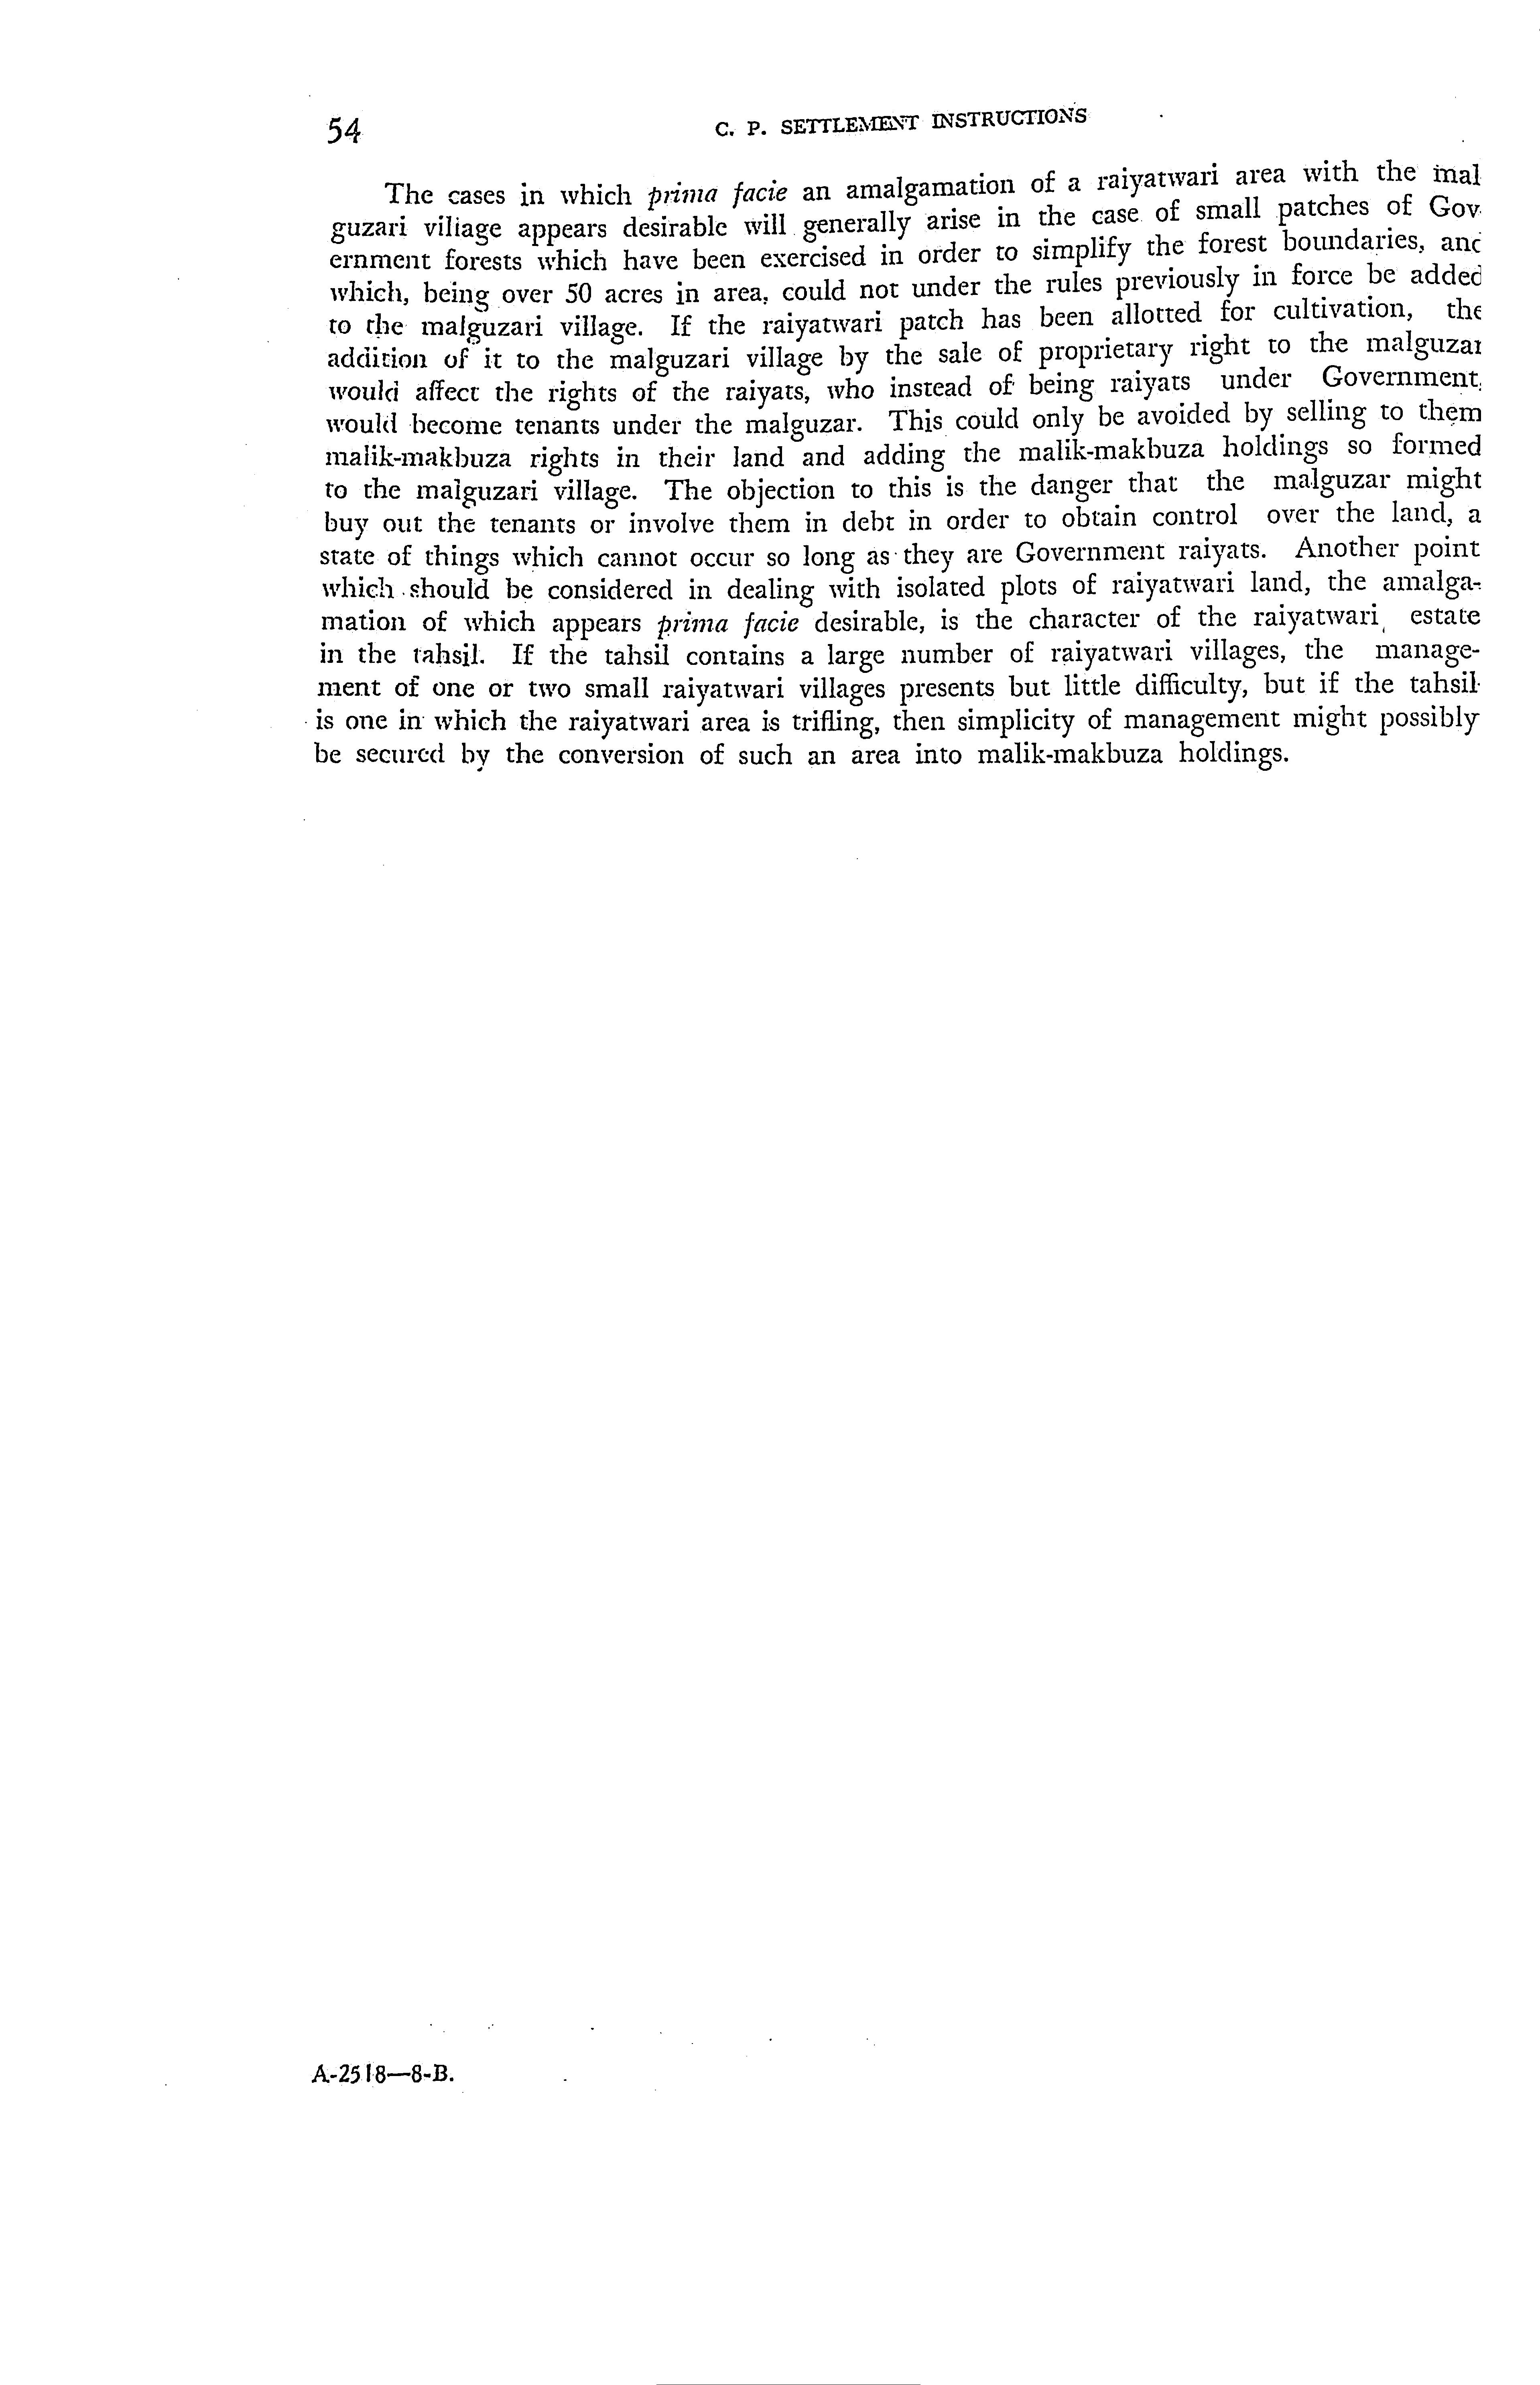 54
C. P. SETTLEMENT INSTRUCTIONS
The cases in which prima facie an amalgamation of a raiyatwari area with the mal
guzari village appears desirable will generally arise in the case of small patches of Gov
ernment forests which have been exercised in order to simplify the forest boundaries, and
which, being over 50 acres in area, could not under the rules previously in force be added
to the malguzari village. If the raiyatwari patch has been allotted for cultivation, the
addition of it to the malguzari village by the sale of proprietary right to the malguzar
would affect the rights of the raiyats, who instead of being raiyats under Government,
would become tenants under the malguzar. This could only be avoided by selling to them
malik-makbuza rights in their land and adding the malik-makbuza holdings so formed
to the malguzari village. The objection to this is the danger that the malguzar might
buy out the tenants or involve them in debt in order to obtain control over the land, a
state of things which cannot occur so long as they are Government raiyats. Another point
which should be considered in dealing with isolated plots of raiyatwari land, the amalga-
mation of which appears prima facie desirable, is the character of the raiyatwari estate
in the tahsil. If the tahsil contains a large number of raiyatwari villages, the manage-
ment of one or two small raiyatwari villages presents but little difficulty, but if the tahsil
is one in which the raiyatwari area is trifling, then simplicity of management might possibly
be secured by the conversion of such an area into malik-makbuza holdings.
A-2518—8-B.